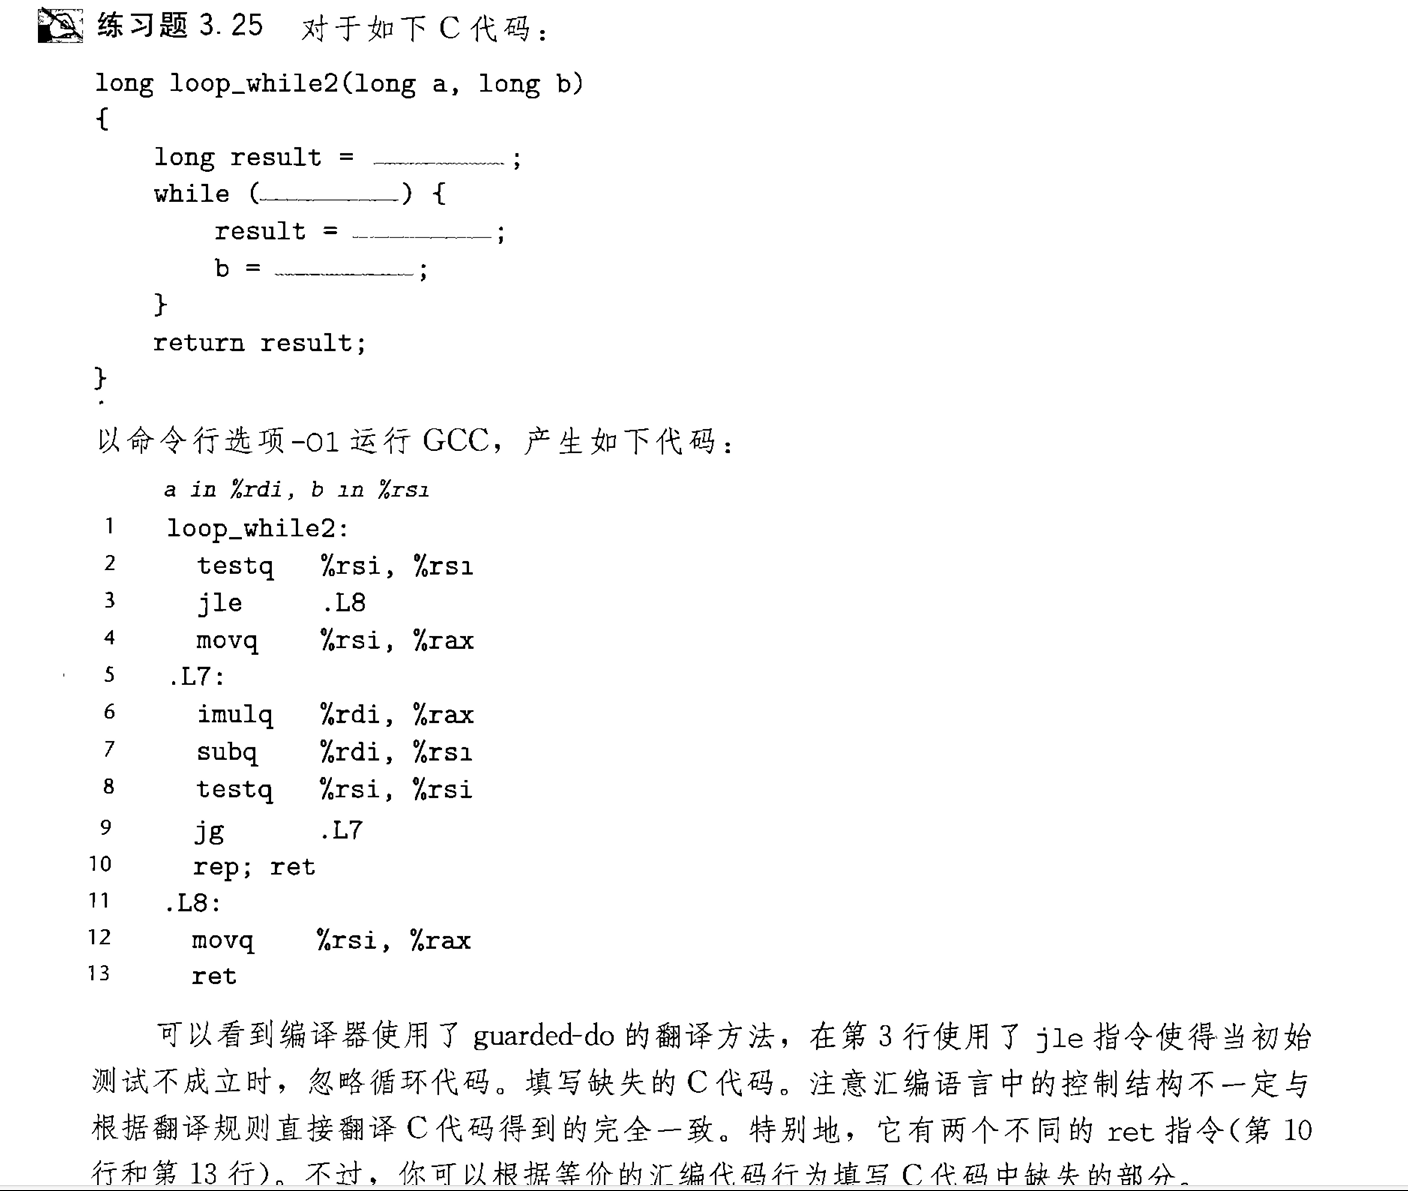 练习题 3.25 对于如下 C 代码：
long loop_while2(long a, long b)
{
long result = ________;
while (________) {
result = ________;
b = ________;
}
return result;
}
以命令行选项-O1 运行 GCC，产生如下代码：
a in %rdi, b in %rsi
1 loop_while2:
2 testq %rsi, %rsi
3 jle .L8
4 movq %rsi, %rax
5 .L7:
6 imulq %rdi, %rax
7 subq %rdi, %rsi
8 testq %rsi, %rsi
9 jg .L7
10 rep; ret
11 .L8:
12 movq %rsi, %rax
13 ret
可以看到编译器使用了 guarded-do 的翻译方法，在第 3 行使用了 jle 指令使得当初始
测试不成立时，忽略循环代码。填写缺失的 C 代码。注意汇编语言中的控制结构不一定与
根据翻译规则直接翻译 C 代码得到的完全一致。特别地，它有两个不同的 ret 指令(第 10
行和第 13 行)。不过，你可以根据等价的汇编代码行为填写 C 代码中缺失的部分。